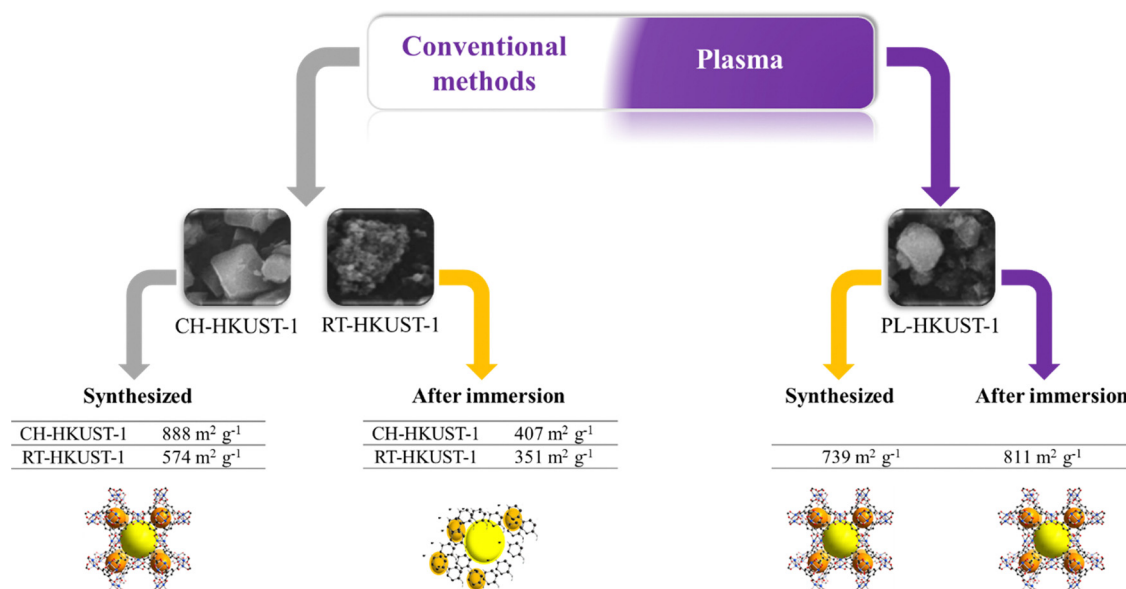 Conventional
methods
Plasma
CH-HKUST-1
RT-HKUST-1
PL-HKUST-1
Synthesized
CH-HKUST-1 888 m² g⁻¹
RT-HKUST-1 574 m² g⁻¹
After immersion
CH-HKUST-1 407 m² g⁻¹
RT-HKUST-1 351 m² g⁻¹
Synthesized After immersion
739 m² g⁻¹ 811 m² g⁻¹